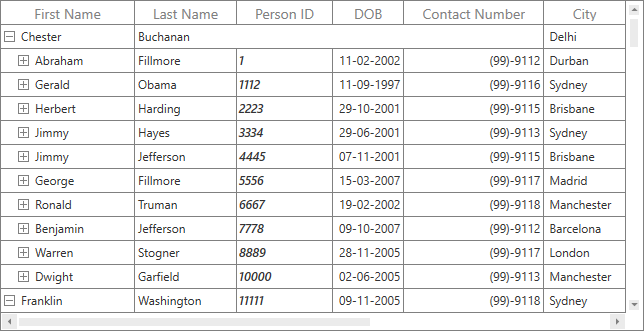 First Name Last Name Person ID DOB Contact Number City
Chester Buchanan Delhi
Abraham Fillmore 1 11-02-2002 (99)-9112 Durban
Gerald Obama 1112 11-09-1997 (99)-9116 Sydney
Herbert Harding 2223 29-10-2001 (99)-9115 Brisbane
Jimmy Hayes 3334 29-06-2001 (99)-9113 Sydney
Jimmy Jefferson 4445 07-11-2001 (99)-9115 Brisbane
George Fillmore 5556 15-03-2007 (99)-9117 Madrid
Ronald Truman 6667 19-02-2002 (99)-9118 Manchester
Benjamin Jefferson 7778 09-10-2007 (99)-9112 Barcelona
Warren Stogner 8889 28-11-2005 (99)-9117 London
Dwight Garfield 10000 02-06-2005 (99)-9113 Manchester
Franklin Washington 11111 09-11-2005 (99)-9118 Sydney